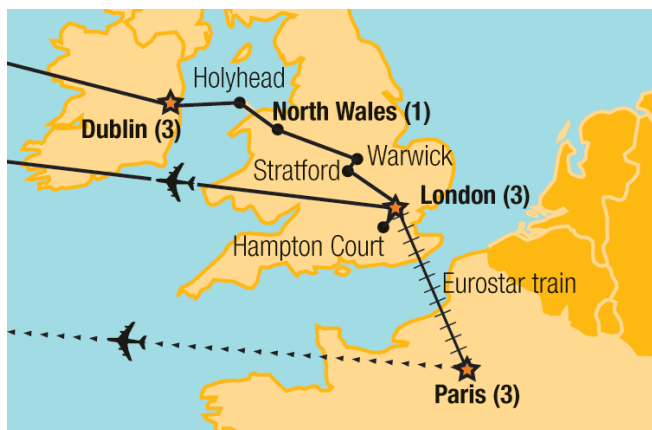 Holyhead
North Wales (1)
Dublin (3)
Warwick
Stratford
London (3)
Hampton Court
Eurostar train
Paris (3)